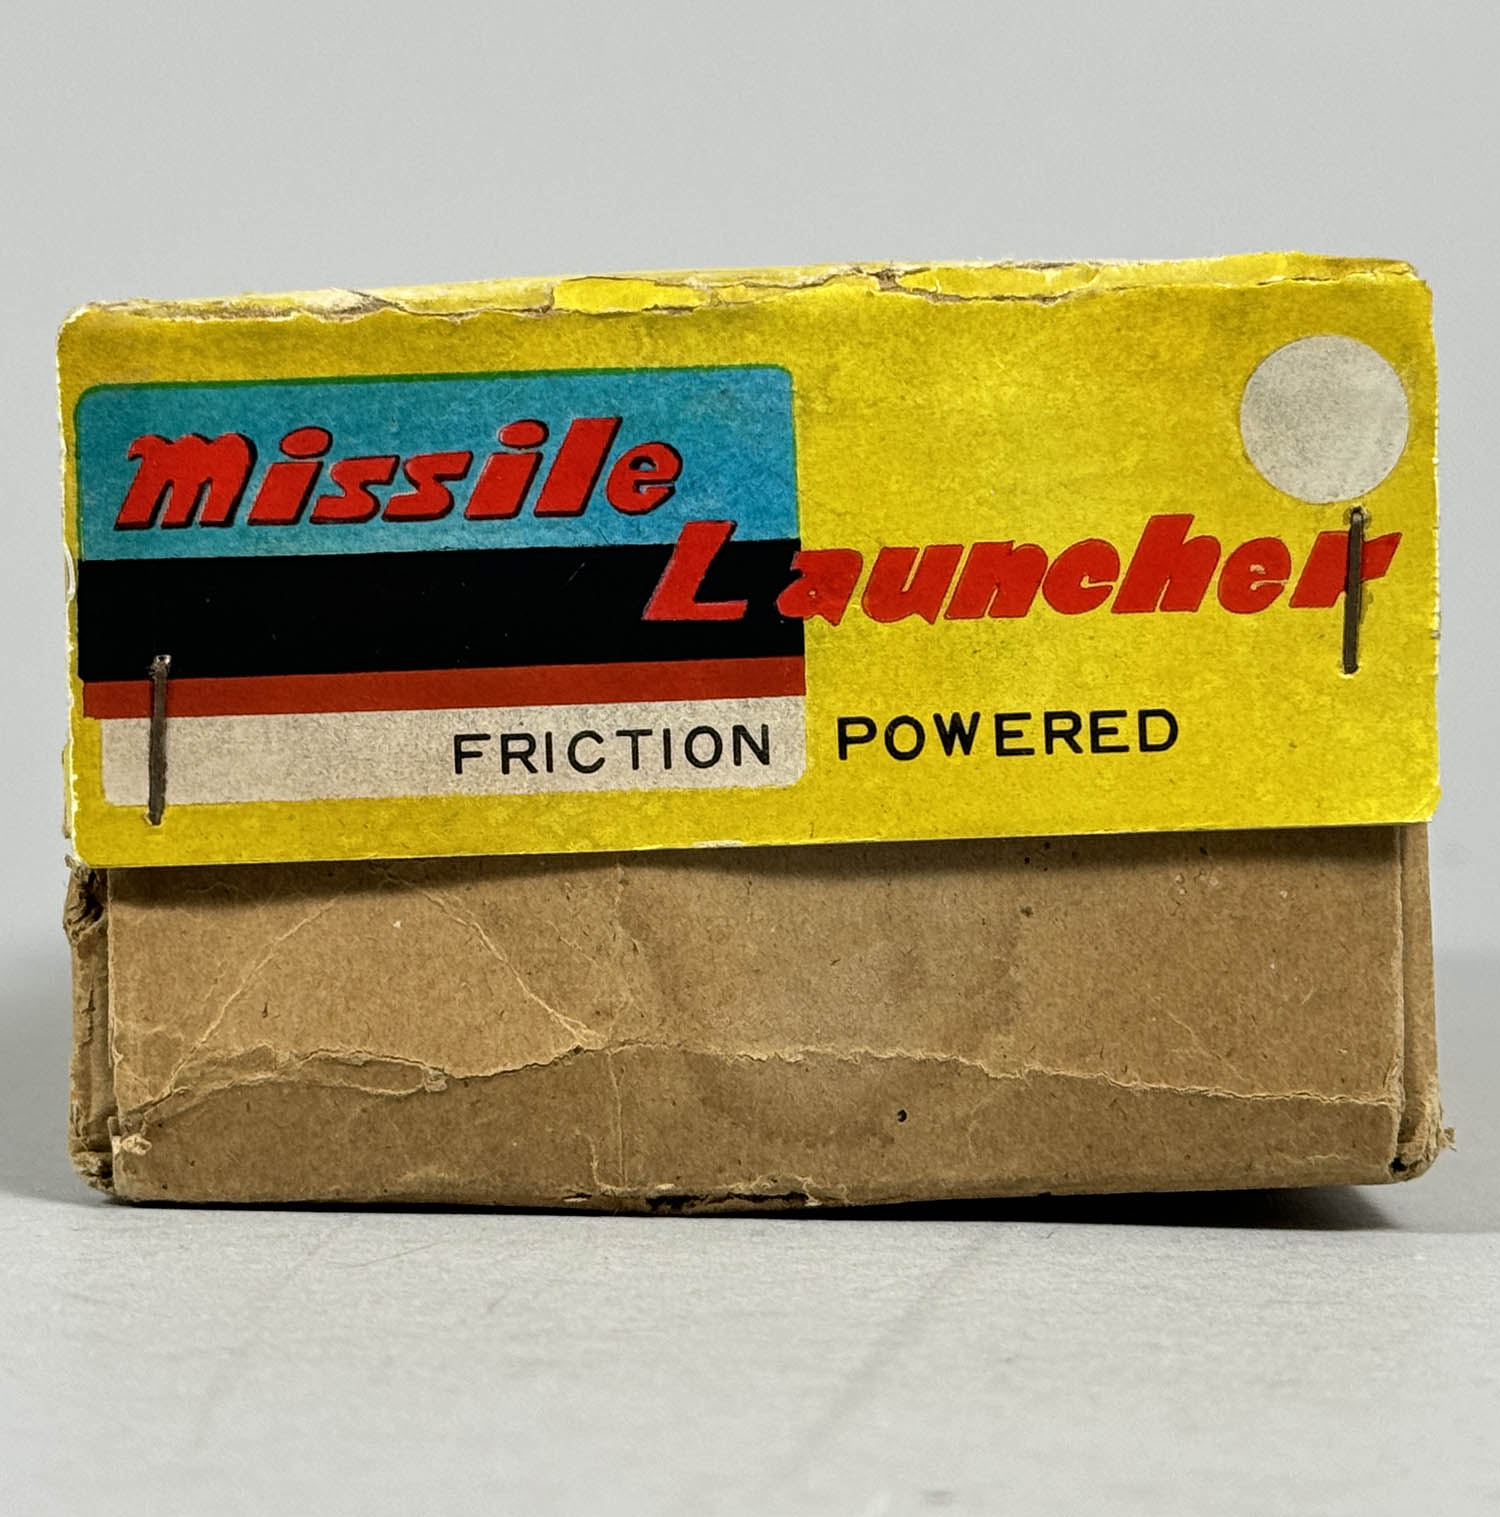 missile
Launcher
FRICTION POWERED